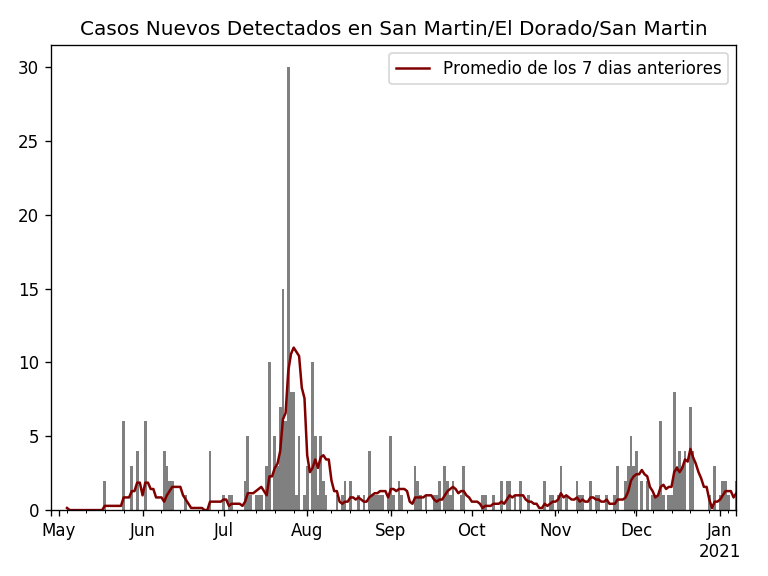 Casos Nuevos Detectados en San Martin/El Dorado/San Martin
Promedio de los 7 dias anteriores
30
25
20
15
10
5
0
May Jun Jul Aug Sep Oct Nov Dec Jan
2021